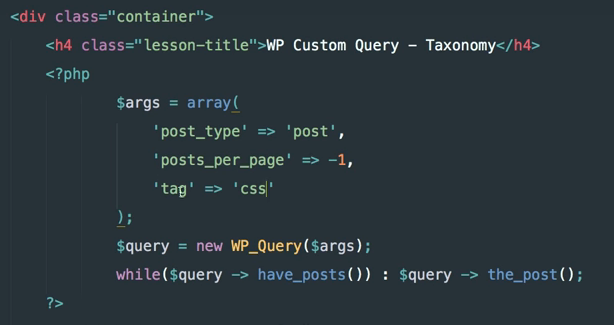 <div class="container">
<h4 class="lesson-title">WP Custom Query - Taxonomy</h4>
<?php
$args = array(
'post_type' => 'post',
'posts_per_page' => -1,
'tag' => 'css'
);
$query = new WP_Query($args);
while($query -> have_posts()) : $query -> the_post();
?>